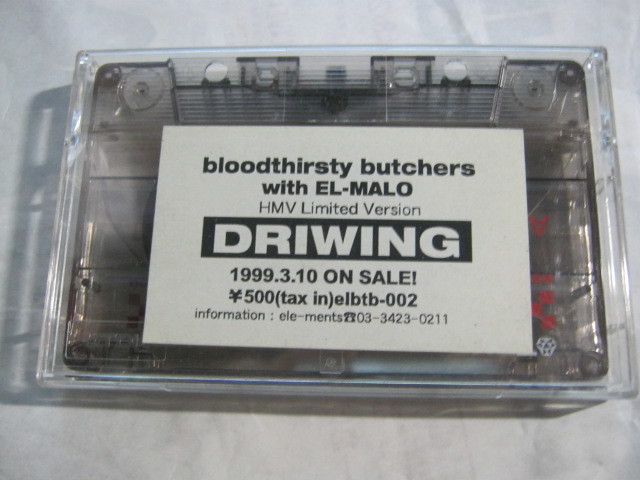 bloodthirsty butchers
with EL-MALO
HMV Limited Version
DRIWING
1999.3.10 ON SALE!
¥500(tax in)elbtb-002
information : ele-ments☎03-3423-0211